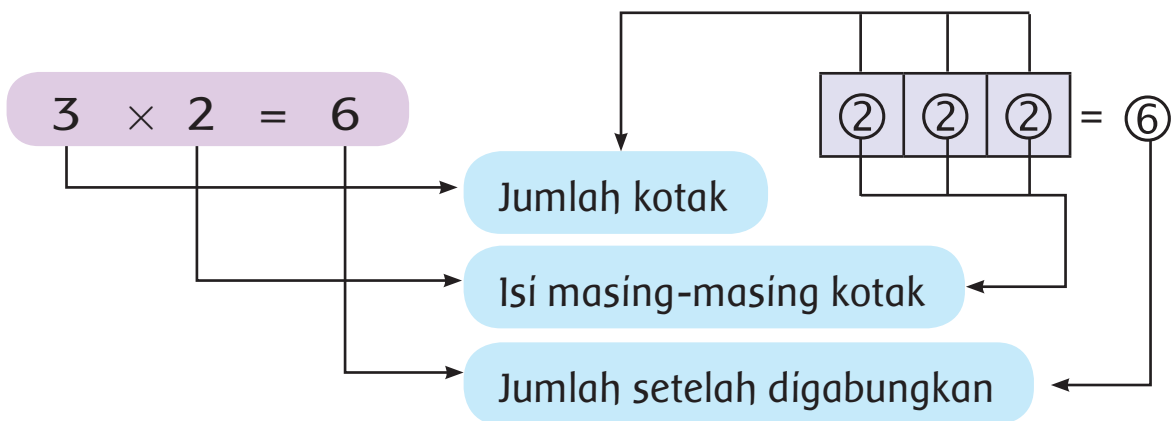 3 × 2 = 6
2 2 2 = 6
Jumlah kotak
Isi masing-masing kotak
Jumlah setelah digabungkan